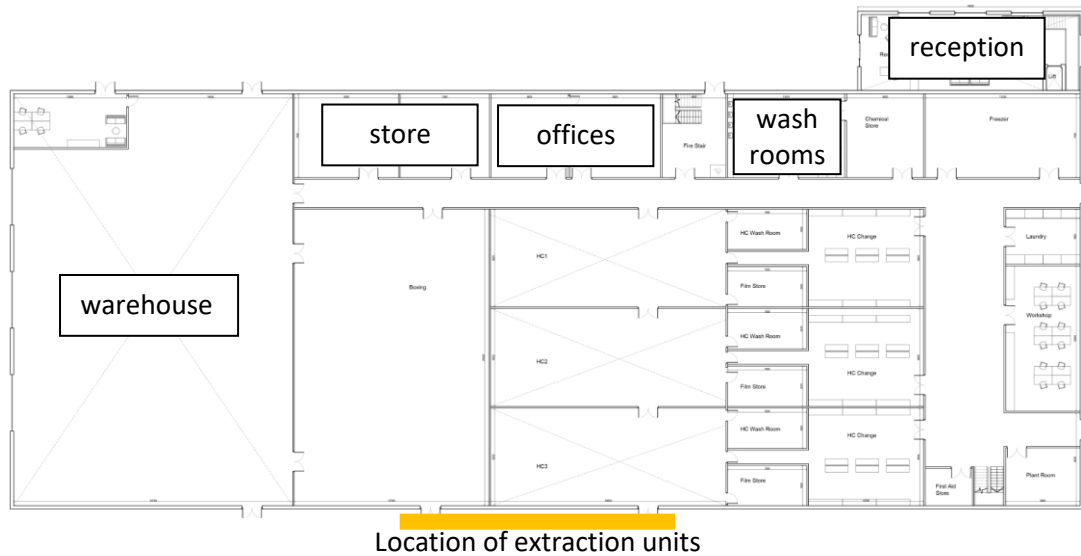 reception
Lift
store
offices
Fire Stair
wash
rooms
Chemical
Store
Freezer
HC Wash Room
HC Change
Laundry
HC1
warehouse
Boxing
Film Store
Workshop
HC Wash Room
HC Change
HC2
Film Store
HC Wash Room
HC Change
HC3
Film Store
First Aid
Store
Plant Room
Location of extraction units